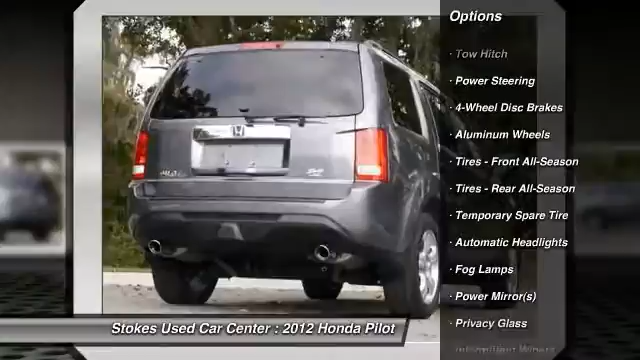 Options
· Tow Hitch
· Power Steering
· 4-Wheel Disc Brakes
· Aluminum Wheels
· Tires - Front All-Season
· Tires - Rear All-Season
· Temporary Spare Tire
· Automatic Headlights
· Fog Lamps
· Power Mirror(s)
· Privacy Glass
Stokes Used Car Center : 2012 Honda Pilot